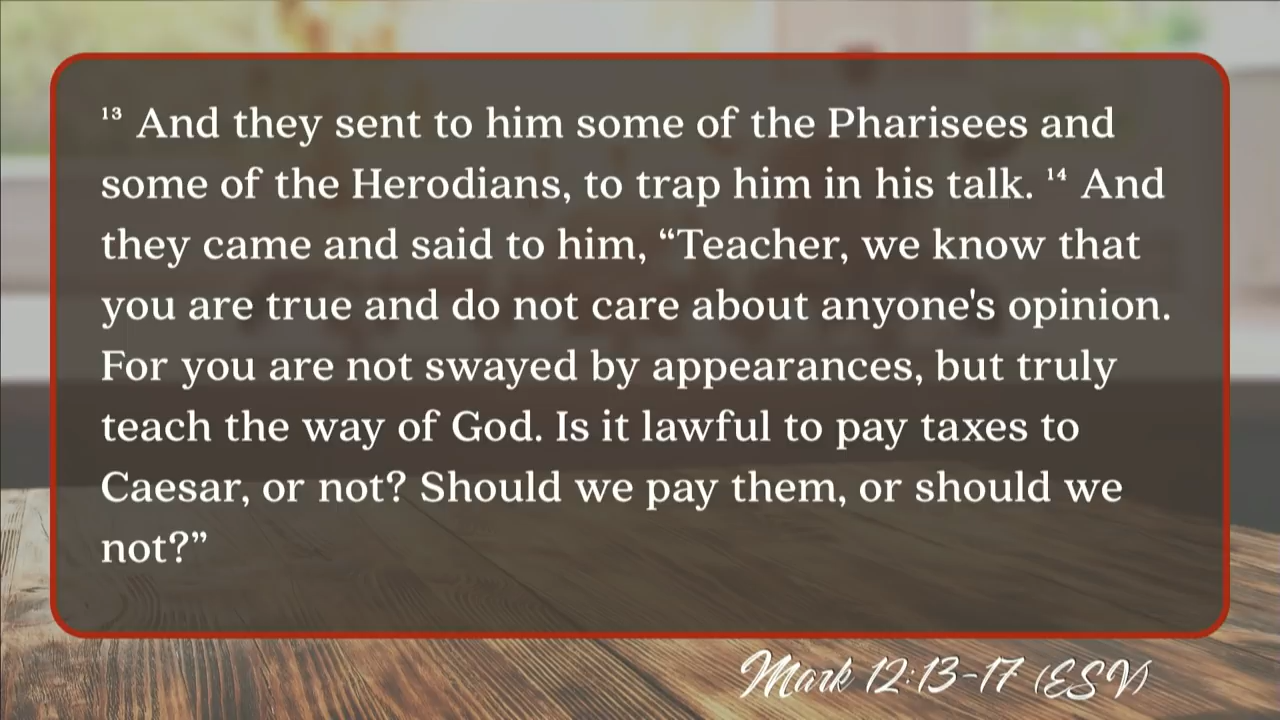 ¹³ And they sent to him some of the Pharisees and
some of the Herodians, to trap him in his talk. ¹⁴ And
they came and said to him, “Teacher, we know that
you are true and do not care about anyone's opinion.
For you are not swayed by appearances, but truly
teach the way of God. Is it lawful to pay taxes to
Caesar, or not? Should we pay them, or should we
not?”
Mark 12:13-17 (ESV)